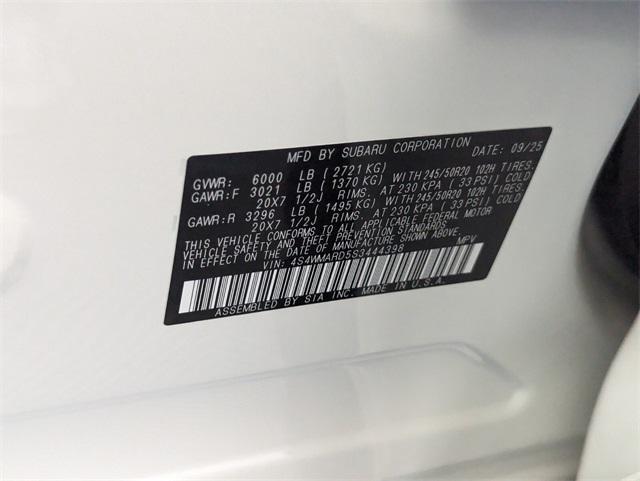 MFD BY SUBARU CORPORATION DATE: 09/25
GVWR: 6000 LB ( 2721 KG)
GAWR:F 3021 LB ( 1370 KG) WITH 245/50R20 102H TIRES.
20X7 1/2J RIMS. AT 230 KPA ( 33 PSI) COLD
GAWR:R 3296 LB ( 1495 KG) WITH 245/50R20 102H TIRES.
20X7 1/2J RIMS. AT 230 KPA ( 33 PSI) COLD
THIS VEHICLE CONFORMS TO ALL APPLICABLE FEDERAL MOTOR
VEHICLE SAFETY AND BUMPER STANDARDS IN EFFECT ON THE DATE OF
MANUFACTURE SHOWN ABOVE.
VIN: 4S4WMARD5S3444398 MPV
ASSEMBLED BY SIA INC. MADE IN U.S.A.